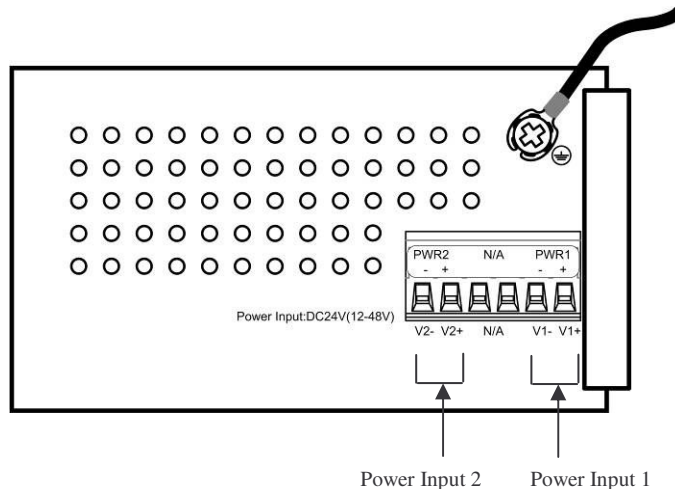 PWR2 N/A PWR1
- + - +
Power Input:DC24V(12-48V)
V2- V2+ N/A V1- V1+
Power Input 2 Power Input 1